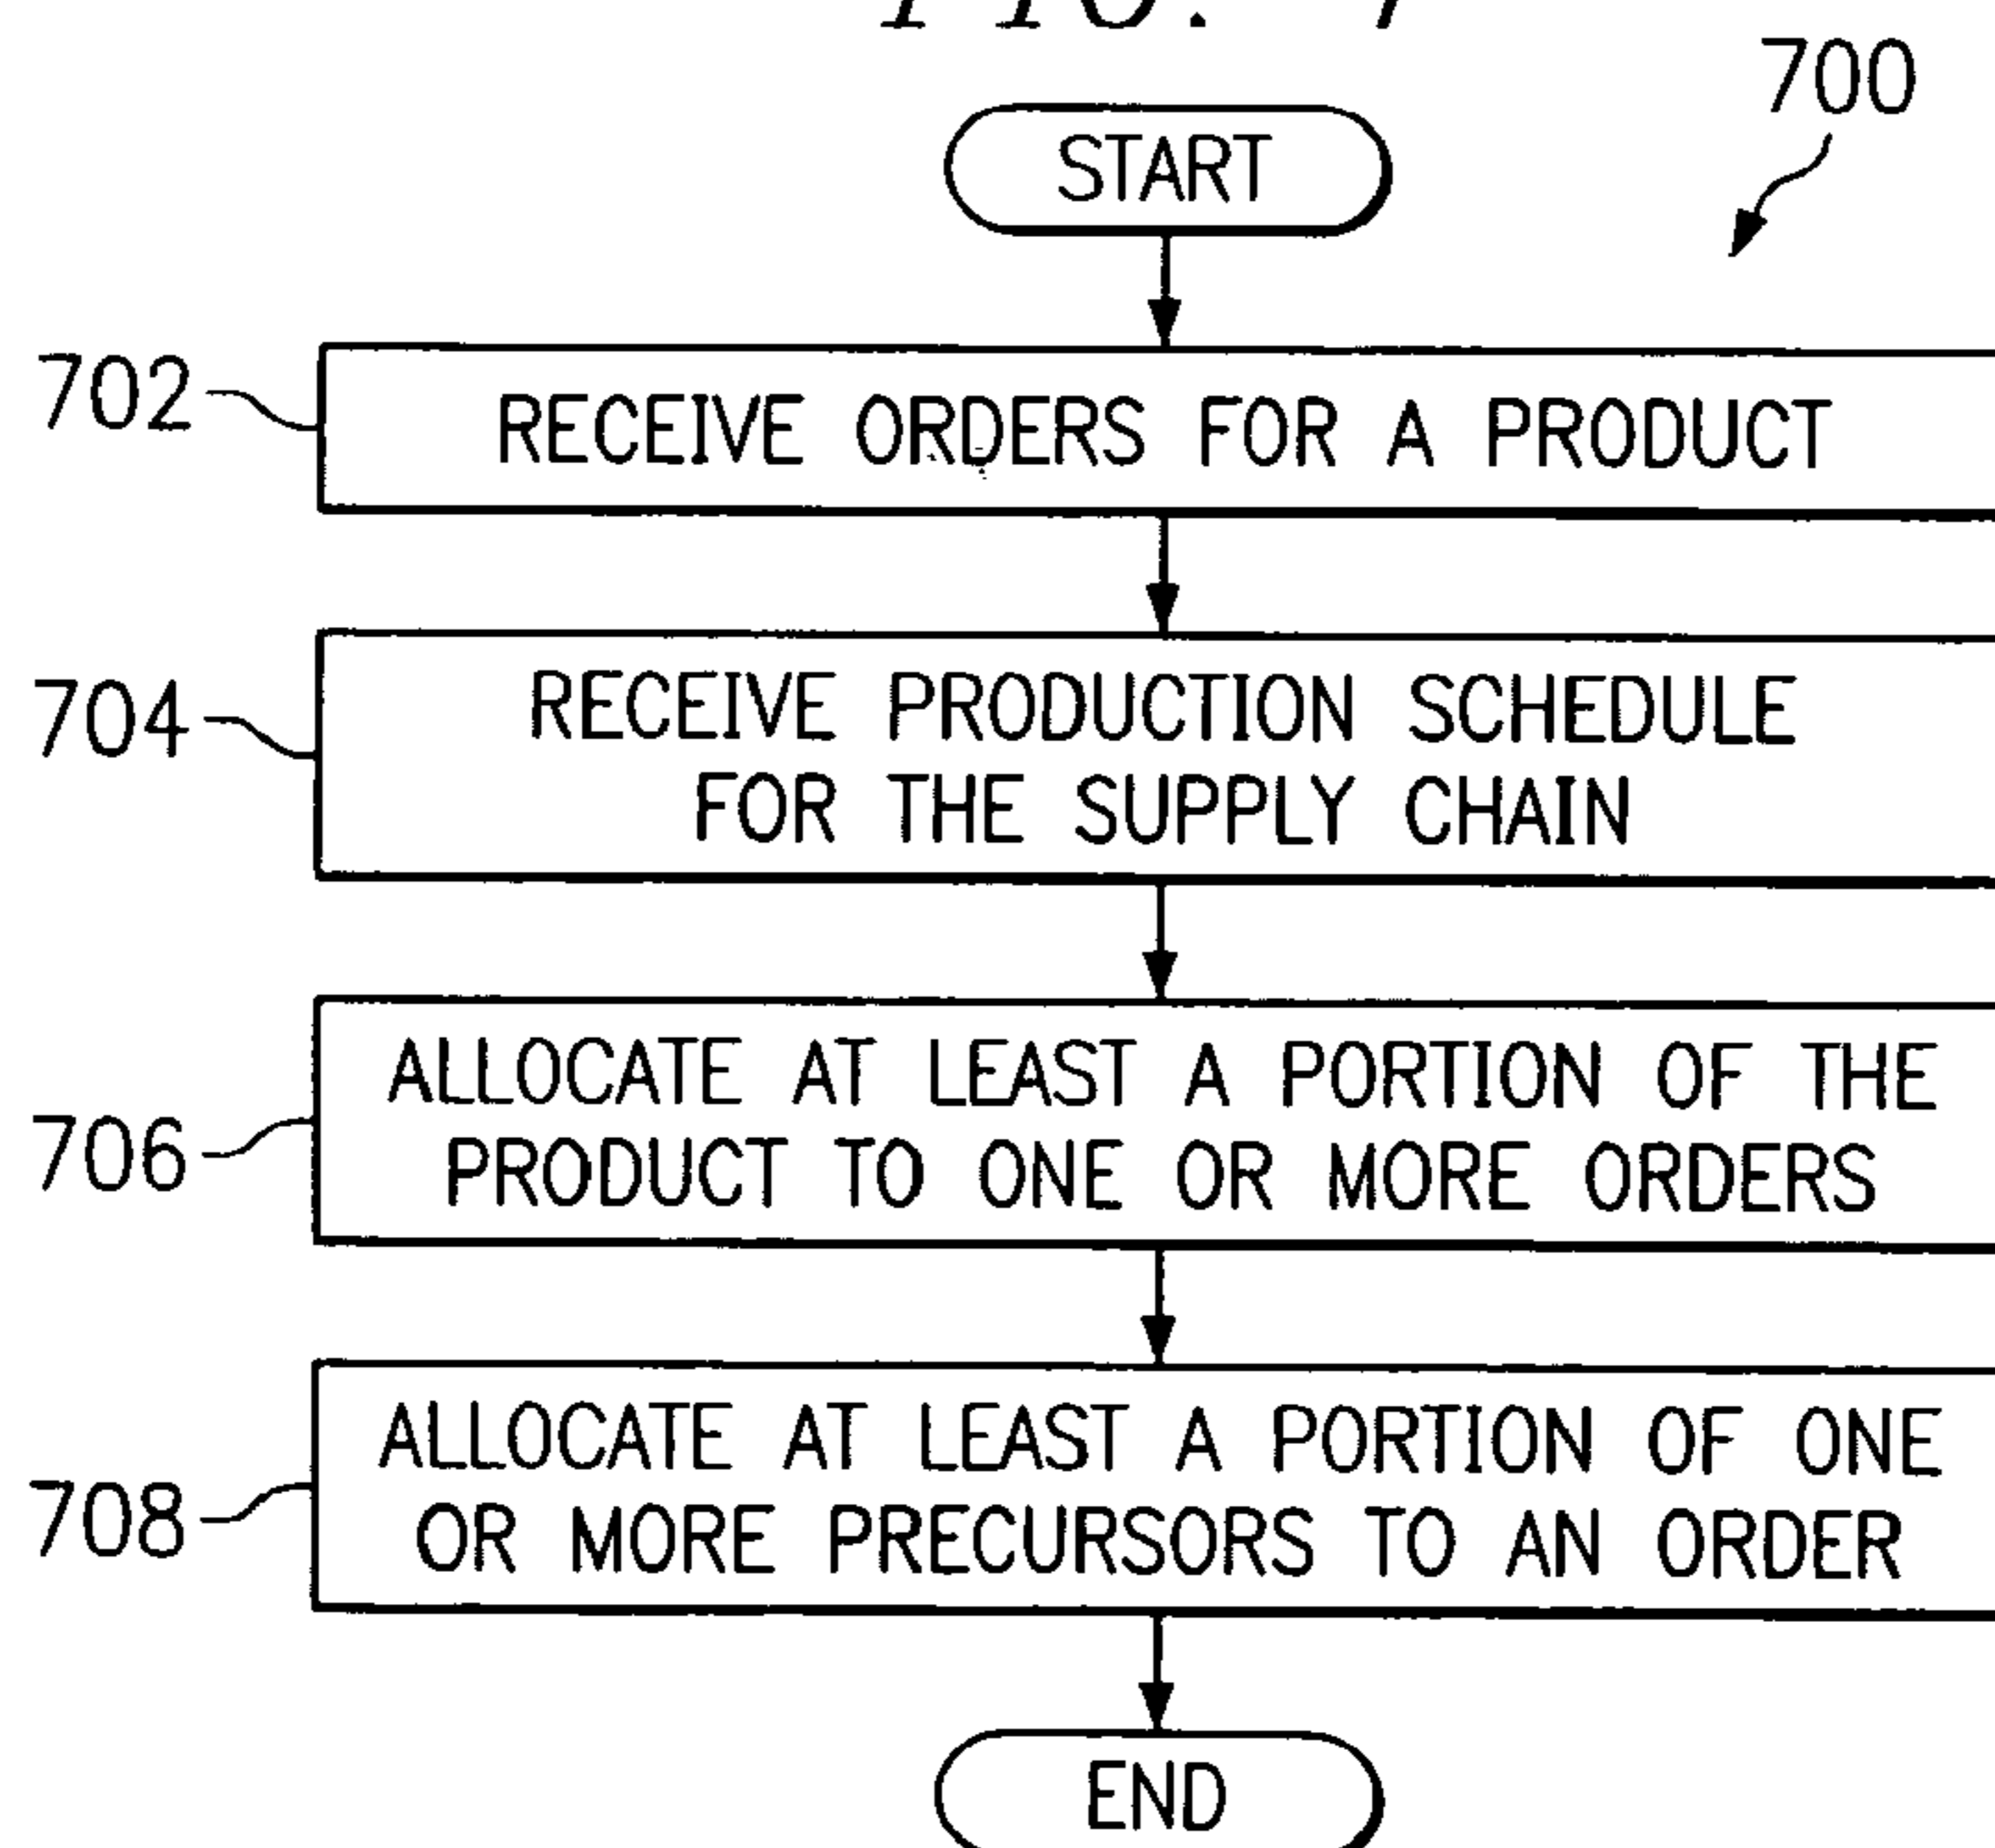 FIG. 7
700
START
702
RECEIVE ORDERS FOR A PRODUCT
704
RECEIVE PRODUCTION SCHEDULE
FOR THE SUPPLY CHAIN
706
ALLOCATE AT LEAST A PORTION OF THE
PRODUCT TO ONE OR MORE ORDERS
708
ALLOCATE AT LEAST A PORTION OF ONE
OR MORE PRECURSORS TO AN ORDER
END